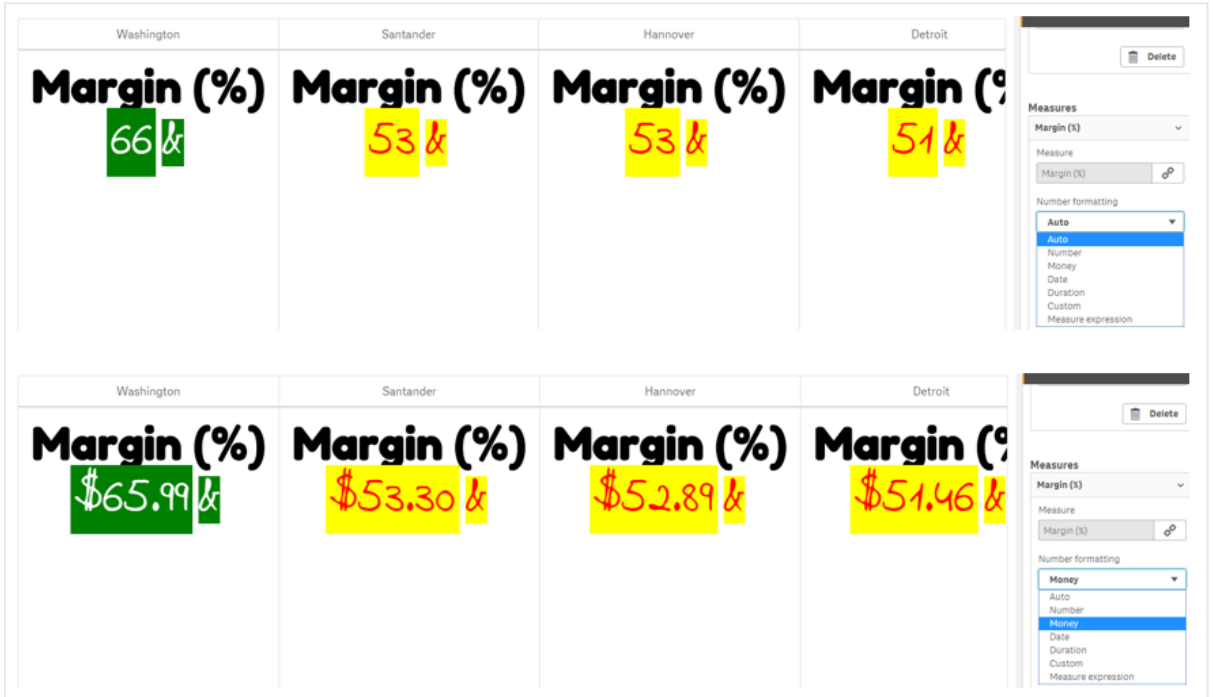 Washington Santander Hannover Detroit
Margin (%) Margin (%) Margin (%) Margin (%
66 & 53 & 53 & 51 &
Delete
Measures
Margin (%)
Measure
Margin (%)
Number formatting
Auto
Auto
Number
Money
Date
Duration
Custom
Measure expression
Washington Santander Hannover Detroit
Margin (%) Margin (%) Margin (%) Margin (%
$65.99 & $53.30 & $52.89 & $51.46 &
Delete
Measures
Margin (%)
Measure
Margin (%)
Number formatting
Money
Auto
Number
Money
Date
Duration
Custom
Measure expression